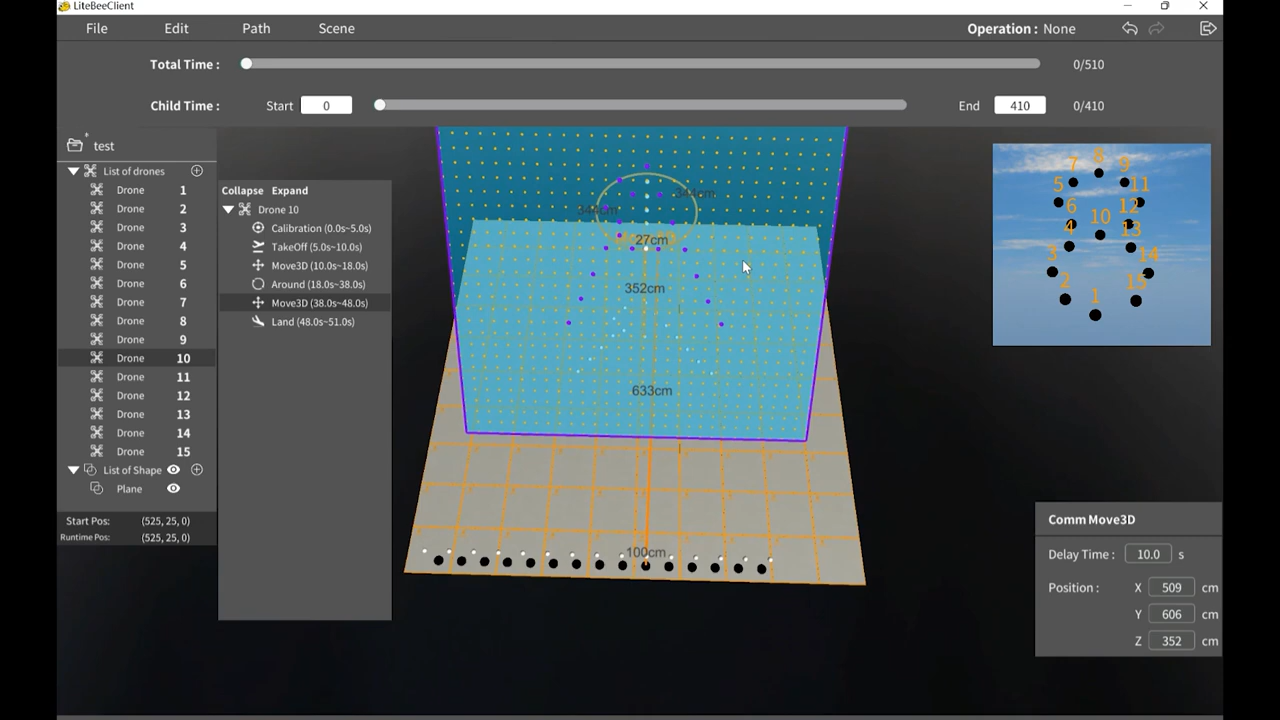 LiteBeeClient
File Edit Path Scene Operation : None
Total Time : 0/510
Child Time : Start 0 End 410 0/410
test
List of drones
Drone 1
Drone 2
Drone 3
Drone 4
Drone 5
Drone 6
Drone 7
Drone 8
Drone 9
Drone 10
Drone 11
Drone 12
Drone 13
Drone 14
Drone 15
List of Shape
Plane
Start Pos: (525, 25, 0)
Runtime Pos: (525, 25, 0)
Collapse Expand
Drone 10
Calibration (0.0s~5.0s)
TakeOff (5.0s~10.0s)
Move3D (10.0s~18.0s)
Around (18.0s~38.0s)
Move3D (38.0s~48.0s)
Land (48.0s~51.0s)
344cm
344cm
27cm
352cm
633cm
100cm
7 8 9
5 11
6 10 12
4 13
3 14
2 1 15
Comm Move3D
Delay Time : 10.0 s
Position : X 509 cm
Y 606 cm
Z 352 cm